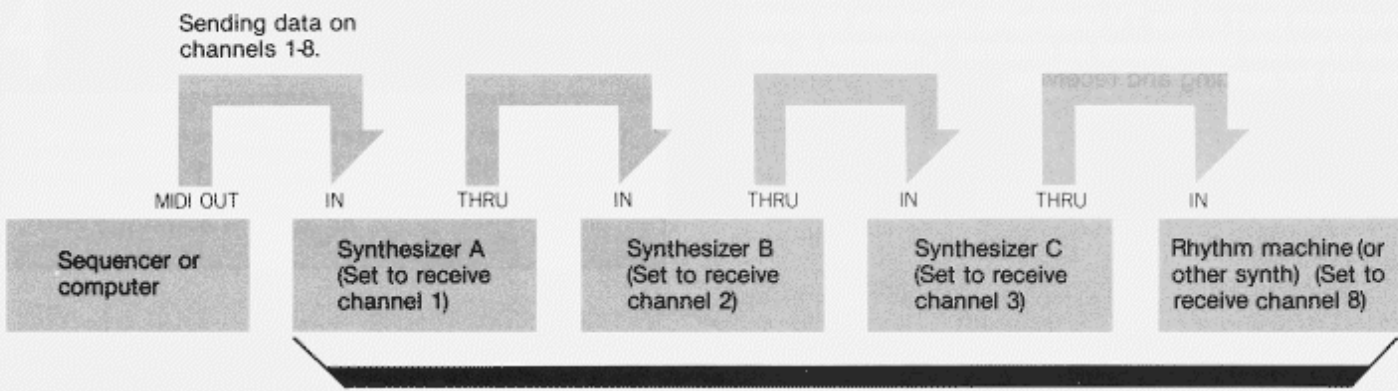 Sending data on
channels 1-8.
MIDI OUT
IN
THRU
IN
THRU
IN
THRU
IN
Sequencer or
computer
Synthesizer A
(Set to receive
channel 1)
Synthesizer B
(Set to receive
channel 2)
Synthesizer C
(Set to receive
channel 3)
Rhythm machine (or
other synth) (Set to
receive channel 8)